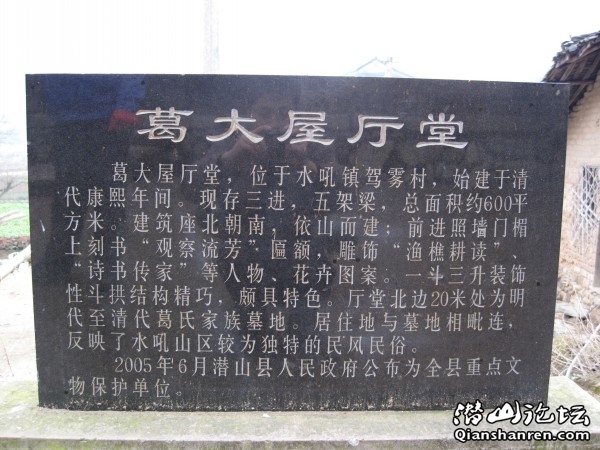 葛大屋厅堂
葛大屋厅堂，位于水吼镇驾雾村，始建于清
代康熙年间。现存三进，五架梁，总面积约600平
方米。建筑座北朝南，依山而建；前进照墙门楣
上刻书“观察流芳”匾额，雕饰“渔樵耕读”、
“诗书传家”等人物、花卉图案。一斗三升装饰
性斗拱结构精巧，颇具特色。厅堂北边20米处为明
代至清代葛氏家族墓地。居住地与墓地相毗连，
反映了水吼山区较为独特的民风民俗。
2005年6月潜山县人民政府公布为全县重点文
物保护单位。
潜山论坛
Qianshanren.com